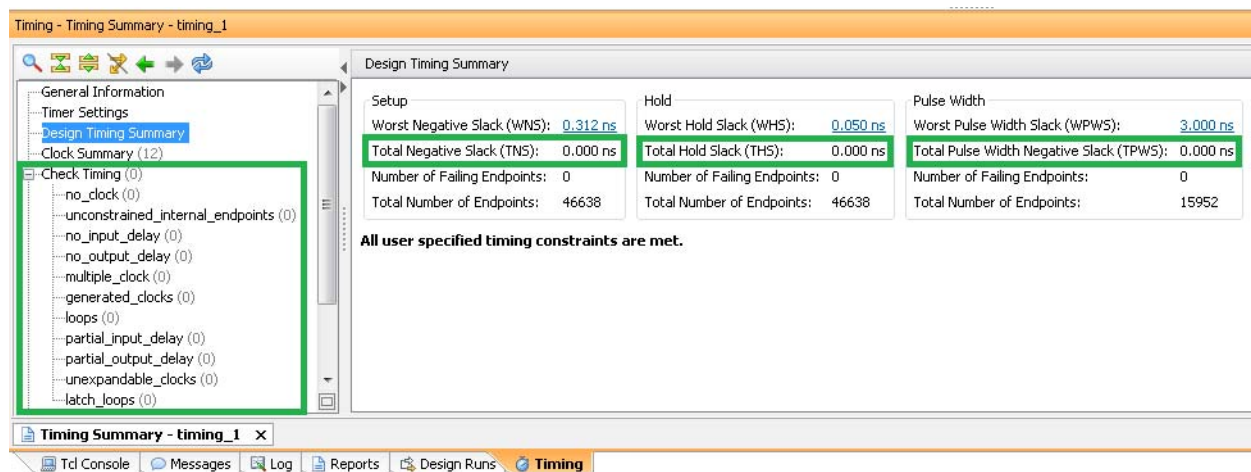 Timing - Timing Summary - timing_1
General Information
Timer Settings
Design Timing Summary
Clock Summary (12)
Check Timing (0)
no_clock (0)
unconstrained_internal_endpoints (0)
no_input_delay (0)
no_output_delay (0)
multiple_clock (0)
generated_clocks (0)
loops (0)
partial_input_delay (0)
partial_output_delay (0)
unexpandable_clocks (0)
latch_loops (0)
Design Timing Summary
Setup
Worst Negative Slack (WNS): 0.312 ns
Total Negative Slack (TNS): 0.000 ns
Number of Failing Endpoints: 0
Total Number of Endpoints: 46638
Hold
Worst Hold Slack (WHS): 0.050 ns
Total Hold Slack (THS): 0.000 ns
Number of Failing Endpoints: 0
Total Number of Endpoints: 46638
Pulse Width
Worst Pulse Width Slack (WPWS): 3.000 ns
Total Pulse Width Negative Slack (TPWS): 0.000 ns
Number of Failing Endpoints: 0
Total Number of Endpoints: 15952
All user specified timing constraints are met.
Timing Summary - timing_1 X
Tcl Console Messages Log Reports Design Runs Timing